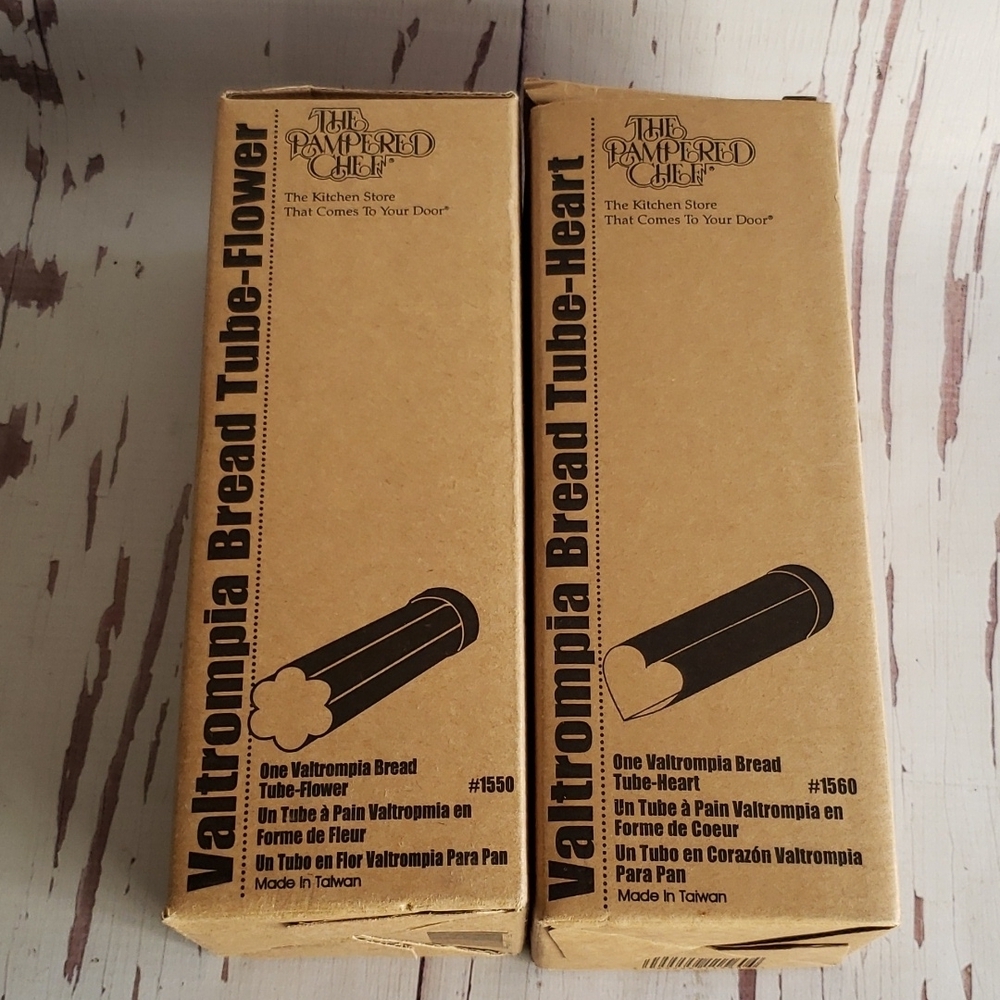 Valtrompia Bread Tube-Flower
THE
PAMPERED
CHEF®
The Kitchen Store
That Comes To Your Door®
One Valtrompia Bread
Tube-Flower #1550
Un Tube à Pain Valtropmia en
Forme de Fleur
Un Tubo en Flor Valtrompia Para Pan
Made In Taiwan
Valtrompia Bread Tube-Heart
THE
PAMPERED
CHEF®
The Kitchen Store
That Comes To Your Door®
One Valtrompia Bread
Tube-Heart #1560
Un Tube à Pain Valtrompia en
Forme de Coeur
Un Tubo en Corazón Valtrompia
Para Pan
Made In Taiwan